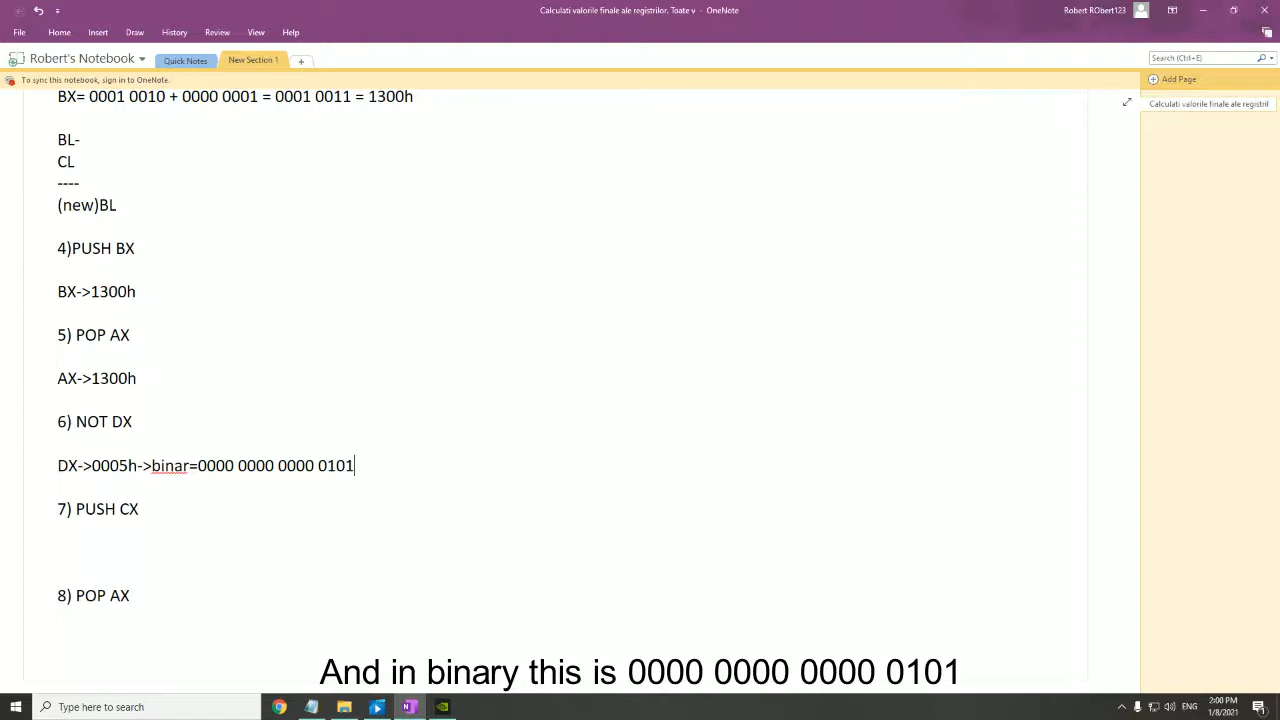 Calculati valorile finale ale registrilor. Toate v - OneNote
Robert RObert123
File Home Insert Draw History Review View Help
Robert's Notebook
Quick Notes
New Section 1
Search (Ctrl+E)
To sync this notebook, sign in to OneNote.
Add Page
Calculati valorile finale ale registril
BX= 0001 0010 + 0000 0001 = 0001 0011 = 1300h
BL-
CL
----
(new)BL
4)PUSH BX
BX->1300h
5) POP AX
AX->1300h
6) NOT DX
DX->0005h->binar=0000 0000 0000 0101
7) PUSH CX
8) POP AX
And in binary this is 0000 0000 0000 0101
Type here to search
ENG
2:00 PM
1/8/2021